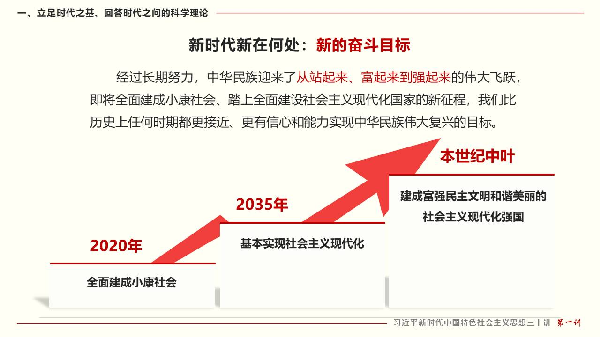 一、立足时代之基、回答时代之问的科学理论
新时代新在何处：新的奋斗目标
经过长期努力，中华民族迎来了从站起来、富起来到强起来的伟大飞跃，
即将全面建成小康社会、踏上全面建设社会主义现代化国家的新征程，我们比
历史上任何时期都更接近、更有信心和能力实现中华民族伟大复兴的目标。
本世纪中叶
建成富强民主文明和谐美丽的
社会主义现代化强国
2035年
基本实现社会主义现代化
2020年
全面建成小康社会
习近平新时代中国特色社会主义思想三十讲 第一讲